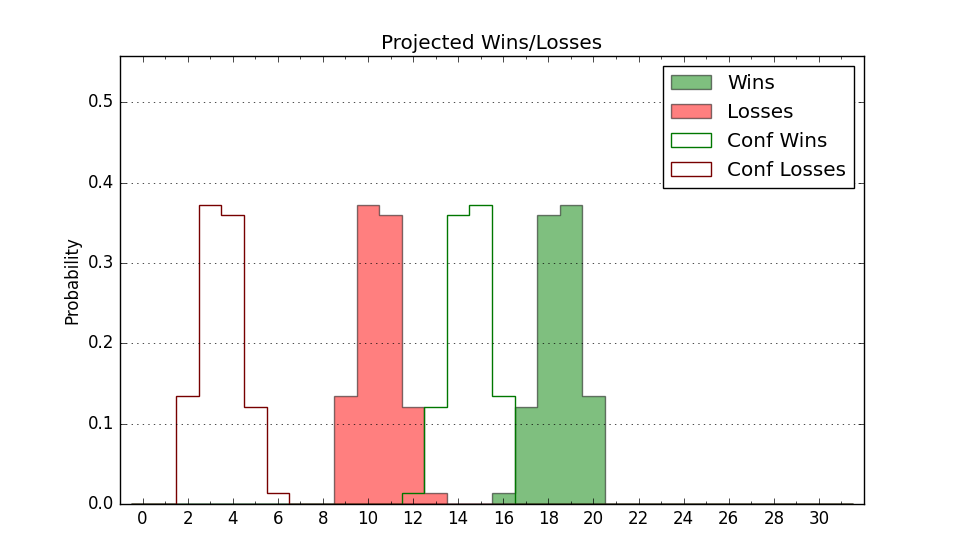 Projected Wins/Losses
Wins
Losses
Conf Wins
Conf Losses
Probability
0.5
0.4
0.3
0.2
0.1
0.0
0 2 4 6 8 10 12 14 16 18 20 22 24 26 28 30